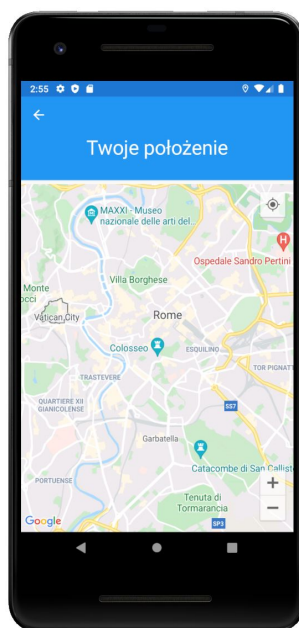 2:55
Twoje położenie
MAXXI - Museo
nazionale delle arti del...
Ospedale Sandro Pertini
Villa Borghese
Monte
occi
Vatican City
Rome
Colosseo
ESQUILINO
TOR PIGNATT
TRASTEVERE
QUARTIERE XII
GIANICOLENSE
SS7
Garbatella
Catacombe di San Callist
PORTUENSE
Tenuta di
Tormarancia
Google
SP3